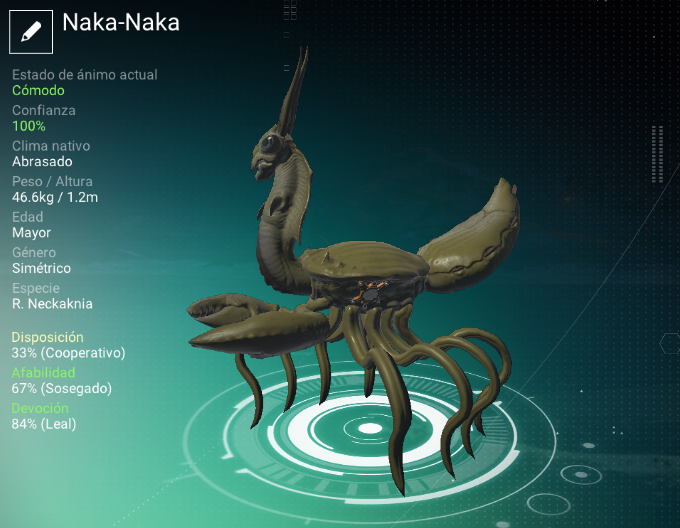 Naka-Naka
Estado de ánimo actual
Cómodo
Confianza
100%
Clima nativo
Abrasado
Peso / Altura
46.6kg / 1.2m
Edad
Mayor
Género
Simétrico
Especie
R. Neckaknia
Disposición
33% (Cooperativo)
Afabilidad
67% (Sosegado)
Devoción
84% (Leal)